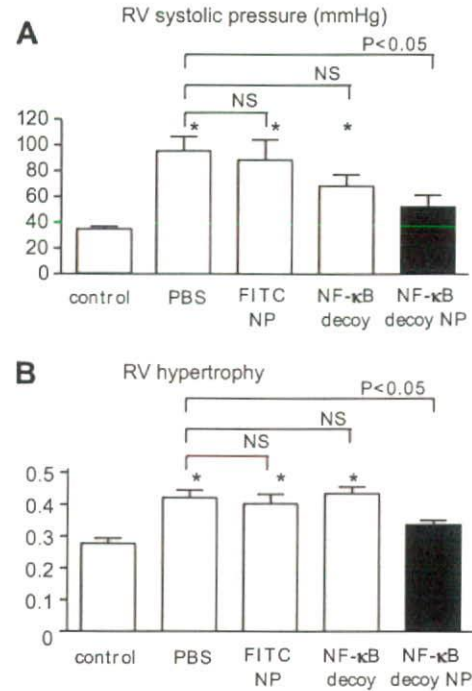 RV systolic pressure (mmHg)
A
P<0.05
NS
NS
* * *
120
100
80
60
40
20
0
control PBS FITC NP NF-κB decoy NF-κB decoy NP
B
RV hypertrophy
P<0.05
NS
NS
* * *
0.5
0.4
0.3
0.2
0.1
0
control PBS FITC NP NF-κB decoy NF-κB decoy NP